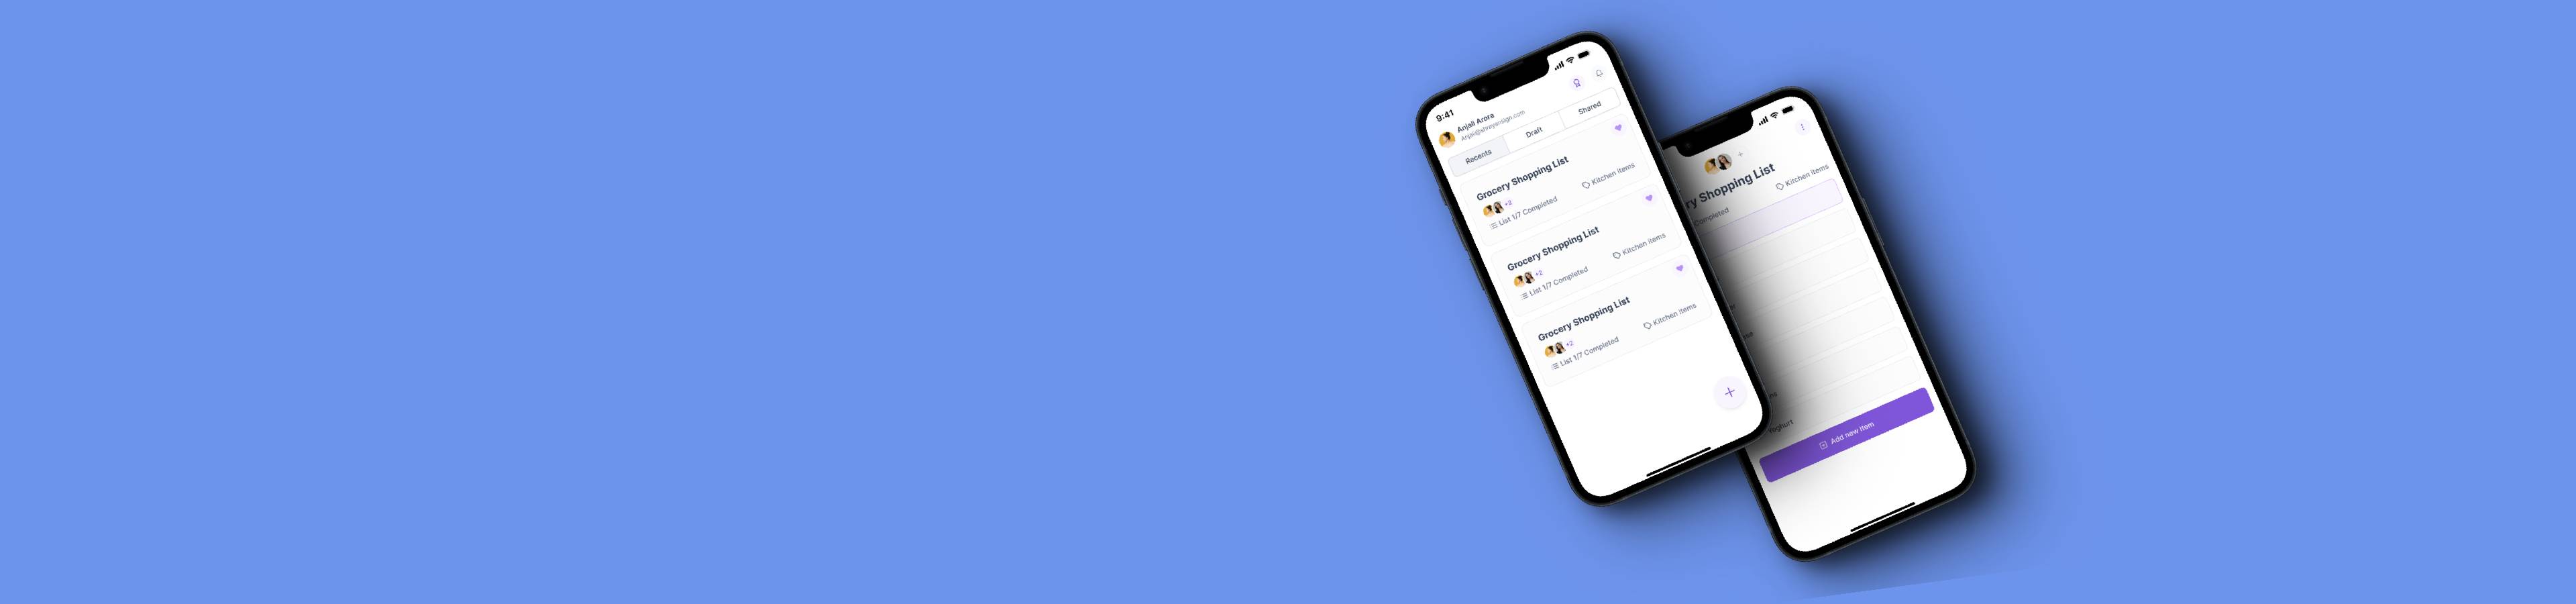 9:41
Anjali Arora
Anjali@shreyansign.com
Recents
Draft
Shared
Grocery Shopping List
+2
List 1/7 Completed
Kitchen items
Grocery Shopping List
+2
List 1/7 Completed
Kitchen items
Grocery Shopping List
+2
List 1/7 Completed
Kitchen items
ry Shopping List
Completed
Kitchen items
Yoghurt
Add new item